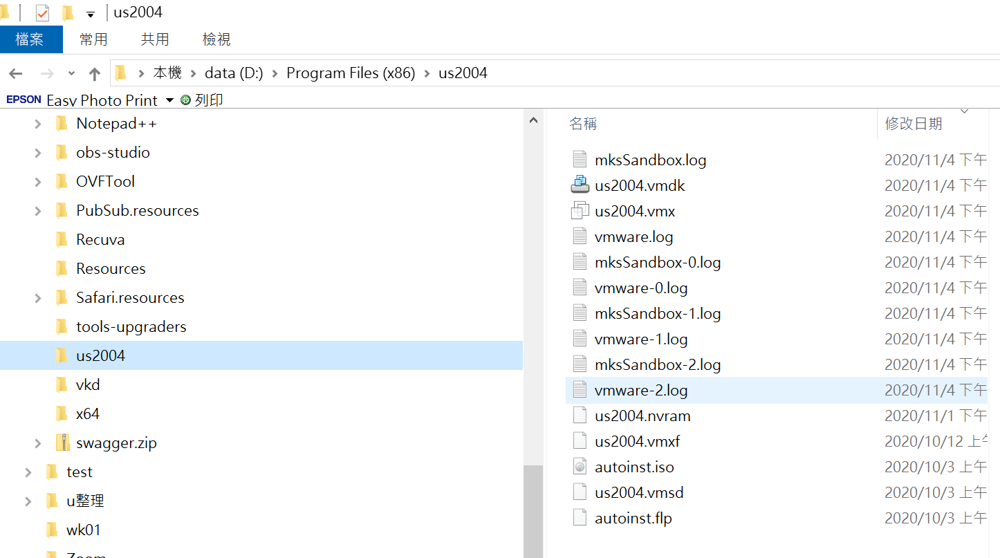 us2004
檔案 常用 共用 檢視
本機 data (D:) Program Files (x86) us2004
EPSON Easy Photo Print 列印
Notepad++
obs-studio
OVFTool
PubSub.resources
Recuva
Resources
Safari.resources
tools-upgraders
us2004
vkd
x64
swagger.zip
test
u整理
wk01
Zoom
名稱 修改日期
mksSandbox.log 2020/11/4 下午
us2004.vmdk 2020/11/4 下午
us2004.vmx 2020/11/4 下午
vmware.log 2020/11/4 下午
mksSandbox-0.log 2020/11/4 下午
vmware-0.log 2020/11/4 下午
mksSandbox-1.log 2020/11/4 下午
vmware-1.log 2020/11/4 下午
mksSandbox-2.log 2020/11/4 下午
vmware-2.log 2020/11/4 下午
us2004.nvram 2020/11/1 下午
us2004.vmxf 2020/10/12 上午
autoinst.iso 2020/10/3 上午
us2004.vmsd 2020/10/3 上午
autoinst.flp 2020/10/3 上午